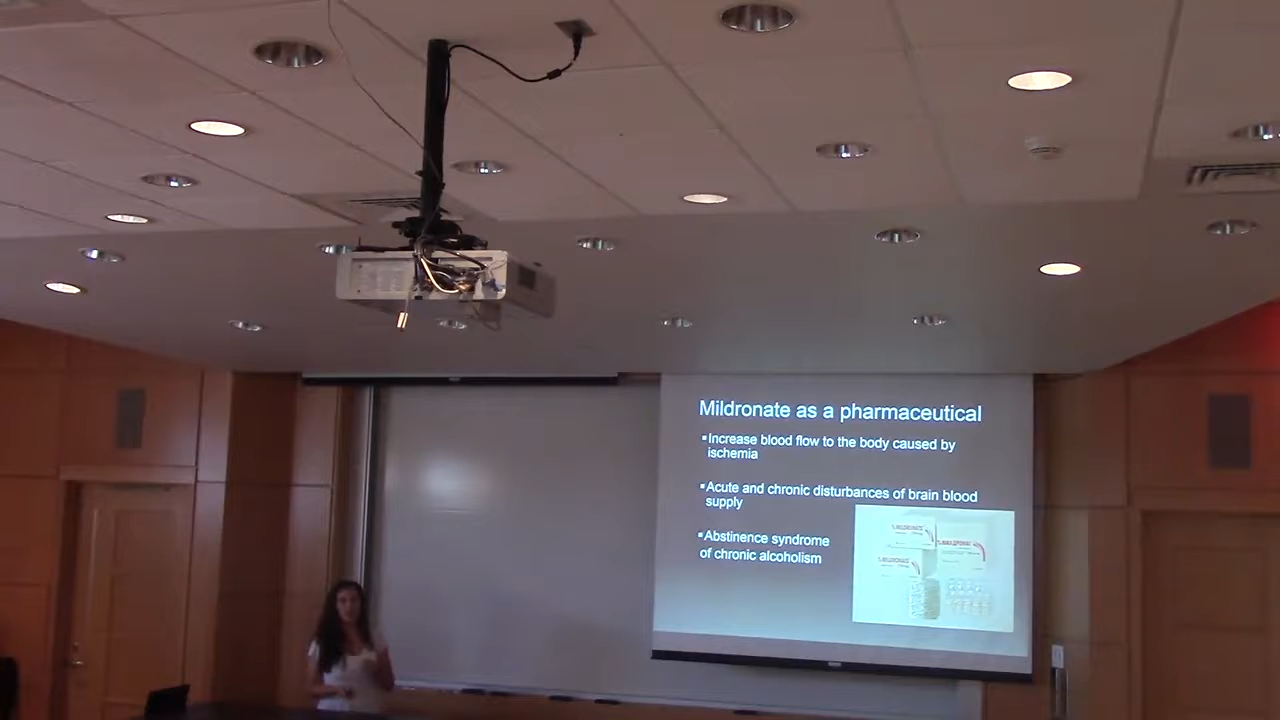 Mildronate as a pharmaceutical
▪Increase blood flow to the body caused by
ischemia
▪Acute and chronic disturbances of brain blood
supply
▪Abstinence syndrome
of chronic alcoholism